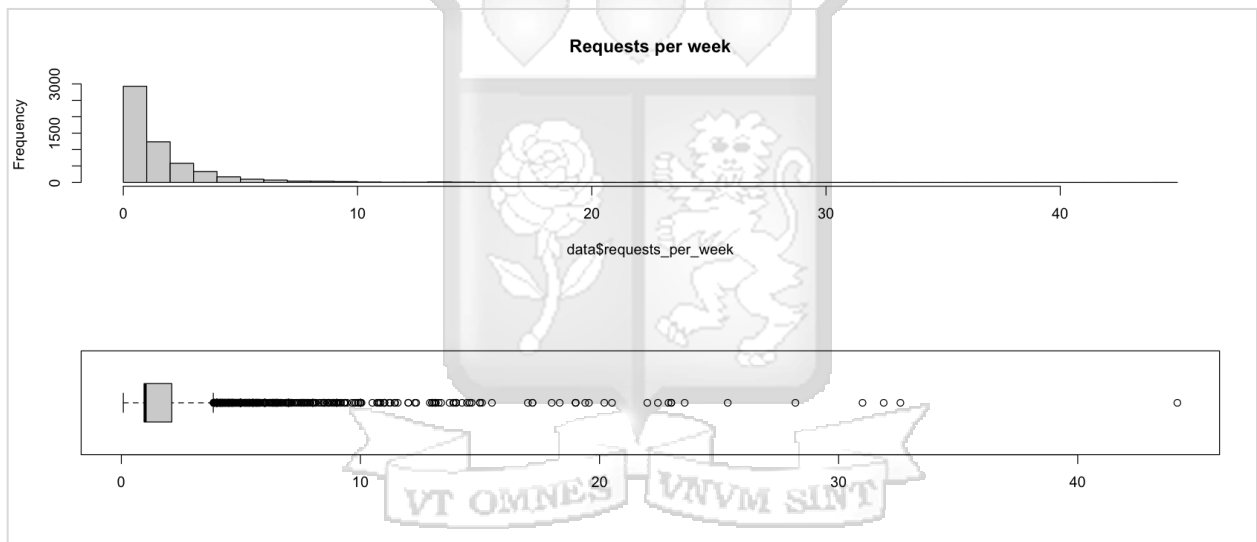 Requests per week
Frequency
0 1500 3000
0 10 20 30 40
data$requests_per_week
0 10 20 30 40
VT OMNES VNVM SINT